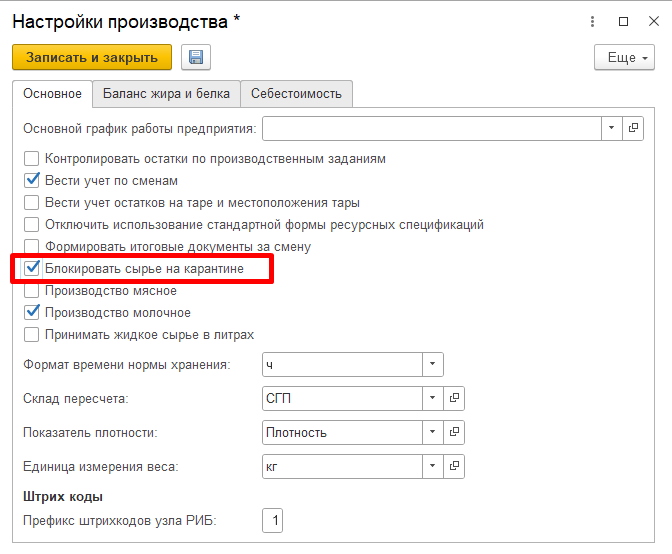 Настройки производства *
Записать и закрыть
Еще
Основное Баланс жира и белка Себестоимость
Основной график работы предприятия:
Контролировать остатки по производственным заданиям
Вести учет по сменам
Вести учет остатков на таре и местоположения тары
Отключить использование стандартной формы ресурсных спецификаций
Формировать итоговые документы за смену
Блокировать сырье на карантине
Производство мясное
Производство молочное
Принимать жидкое сырье в литрах
Формат времени нормы хранения: ч
Склад пересчета: СГП
Показатель плотности: Плотность
Единица измерения веса: кг
Штрих коды
Префикс штрихкодов узла РИБ: 1